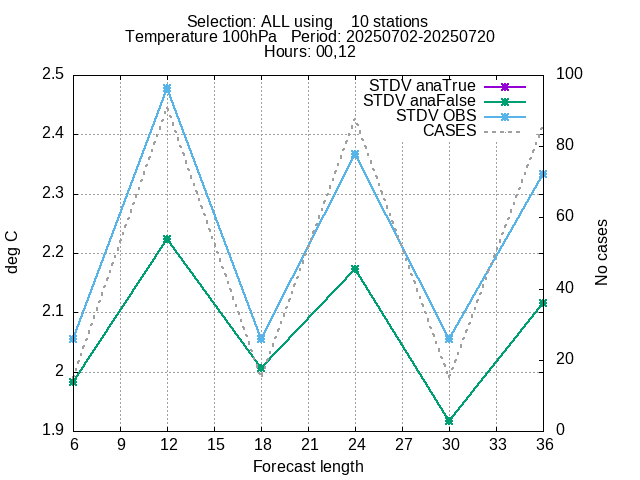 Selection: ALL using    10 stations
Temperature 100hPa   Period: 20250702-20250720
Hours: 00,12
2.5
2.4
2.3
2.2
2.1
2
1.9
deg C
STDV anaTrue
STDV anaFalse
STDV OBS
CASES
100
80
60
40
20
0
No cases
6 9 12 15 18 21 24 27 30 33 36
Forecast length